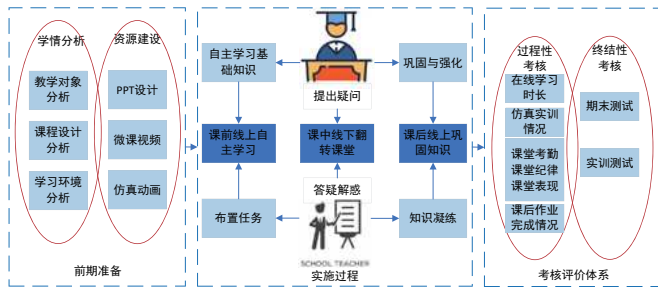 学情分析
资源建设
教学对象
分析
课程设计
分析
学习环境
分析
PPT设计
微课视频
仿真动画
前期准备
自主学习基
础知识
提出疑问
巩固与强化
课前线上自
主学习
课中线下翻
转课堂
课后线上巩
固知识
答疑解惑
布置任务
知识凝练
SCHOOL TEACHER
实施过程
过程性
考核
在线学习
时长
仿真实训
情况
课堂考勤
课堂纪律
课堂表现
课后作业
完成情况
终结性
考核
期末测试
实训测试
考核评价体系